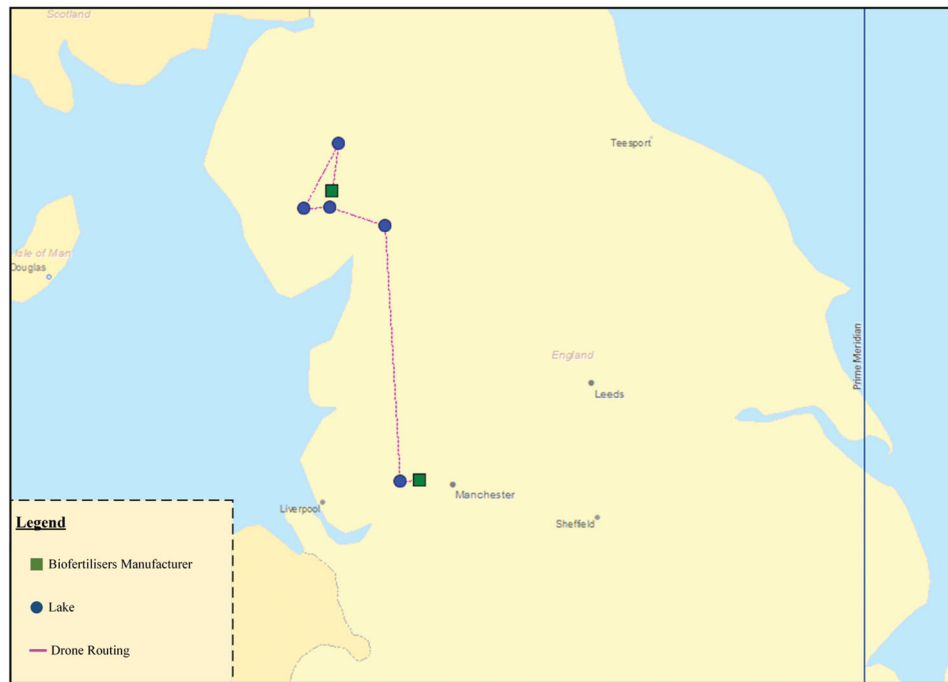 Scotland
Teesport
Isle of Man
Douglas
Prime Meridian
England
Leeds
Manchester
Liverpool
Sheffield
Legend
Biofertilisers Manufacturer
Lake
Drone Routing